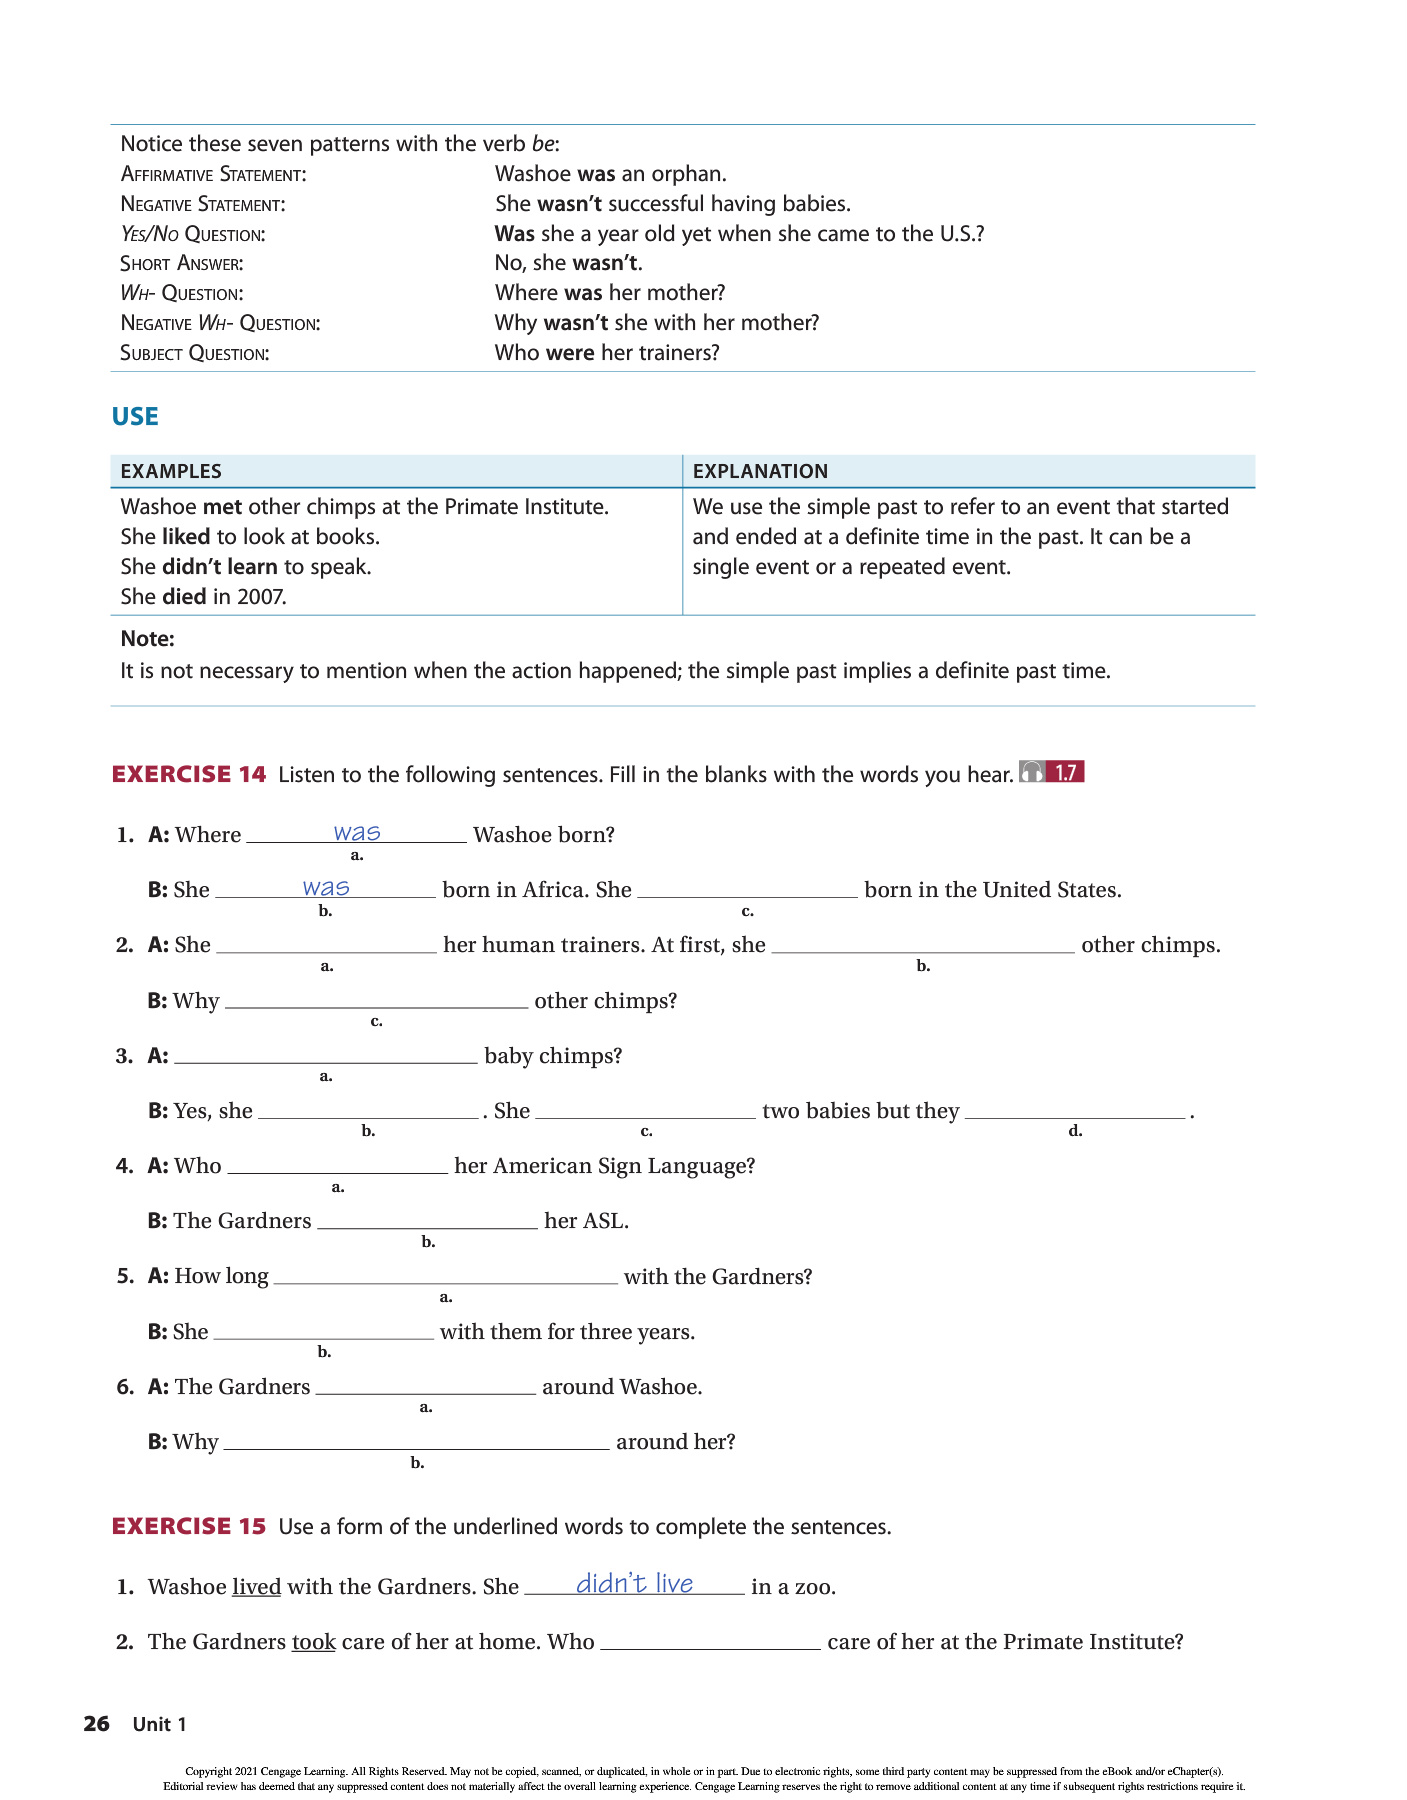 Notice these seven patterns with the verb be:
AFFIRMATIVE STATEMENT: Washoe was an orphan.
NEGATIVE STATEMENT: She wasn't successful having babies.
YES/NO QUESTION: Was she a year old yet when she came to the U.S.?
SHORT ANSWER: No, she wasn't.
WH- QUESTION: Where was her mother?
NEGATIVE WH- QUESTION: Why wasn't she with her mother?
SUBJECT QUESTION: Who were her trainers?
USE
EXAMPLES EXPLANATION
Washoe met other chimps at the Primate Institute. We use the simple past to refer to an event that started
She liked to look at books. and ended at a definite time in the past. It can be a
She didn't learn to speak. single event or a repeated event.
She died in 2007.
Note:
It is not necessary to mention when the action happened; the simple past implies a definite past time.
EXERCISE 14 Listen to the following sentences. Fill in the blanks with the words you hear. 1.7
1. A: Where was Washoe born?
a.
B: She was born in Africa. She born in the United States.
b. c.
2. A: She her human trainers. At first, she other chimps.
a. b.
B: Why other chimps?
c.
3. A: baby chimps?
a.
B: Yes, she . She two babies but they .
b. c. d.
4. A: Who her American Sign Language?
a.
B: The Gardners her ASL.
b.
5. A: How long with the Gardners?
a.
B: She with them for three years.
b.
6. A: The Gardners around Washoe.
a.
B: Why around her?
b.
EXERCISE 15 Use a form of the underlined words to complete the sentences.
1. Washoe lived with the Gardners. She didn't live in a zoo.
2. The Gardners took care of her at home. Who care of her at the Primate Institute?
26 Unit 1
Copyright 2021 Cengage Learning. All Rights Reserved. May not be copied, scanned, or duplicated, in whole or in part. Due to electronic rights, some third party content may be suppressed from the eBook and/or eChapter(s).
Editorial review has deemed that any suppressed content does not materially affect the overall learning experience. Cengage Learning reserves the right to remove additional content at any time if subsequent rights restrictions require it.